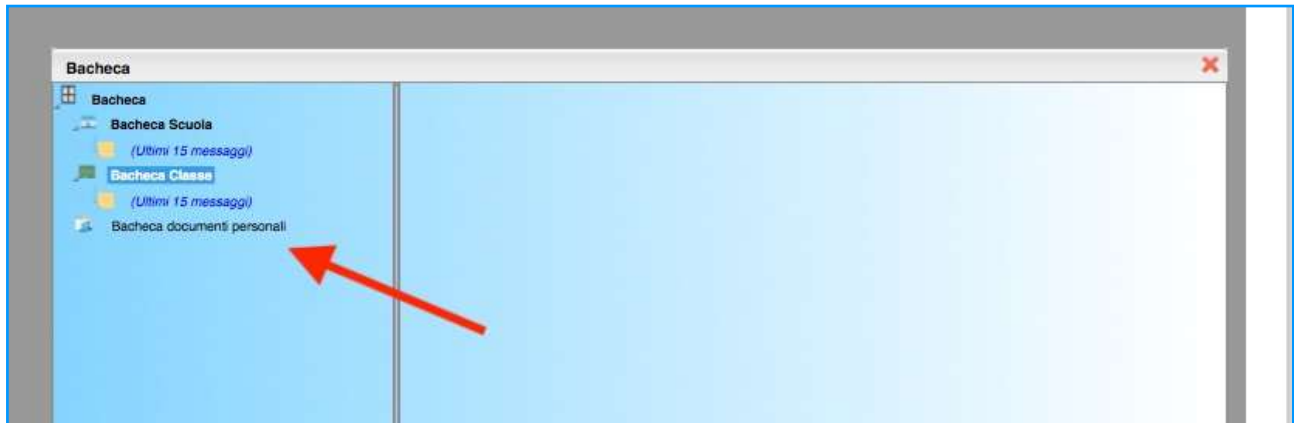 Bacheca
Bacheca
Bacheca Scuola
(Ultimi 15 messaggi)
Bacheca Classe
(Ultimi 15 messaggi)
Bacheca documenti personali